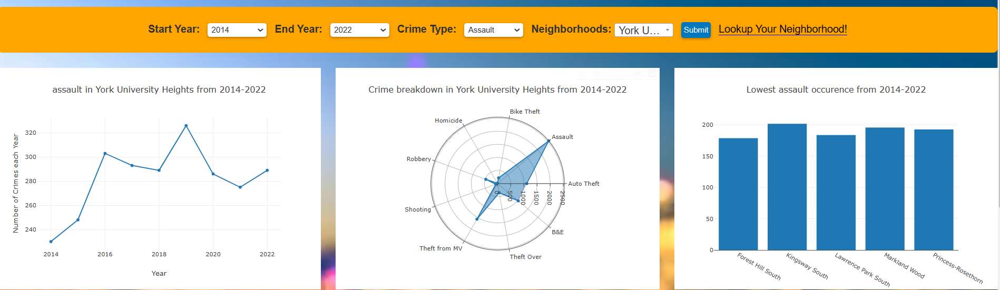 Start Year: 2014 End Year: 2022 Crime Type: Assault Neighborhoods: York U... Submit Lookup Your Neighborhood!
assault in York University Heights from 2014-2022
320
300
280
260
240
Number of Crimes each Year
2014 2016 2018 2020 2022
Year
Crime breakdown in York University Heights from 2014-2022
Bike Theft
Homicide
Assault
Robbery
Auto Theft
0 500 1000 1500 2000 2500
Shooting
B&E
Theft from MV
Theft Over
Lowest assault occurence from 2014-2022
200
150
100
50
0
Forest Hill South
Kingsway South
Lawrence Park South
Markland Wood
Princess-Rosethorn